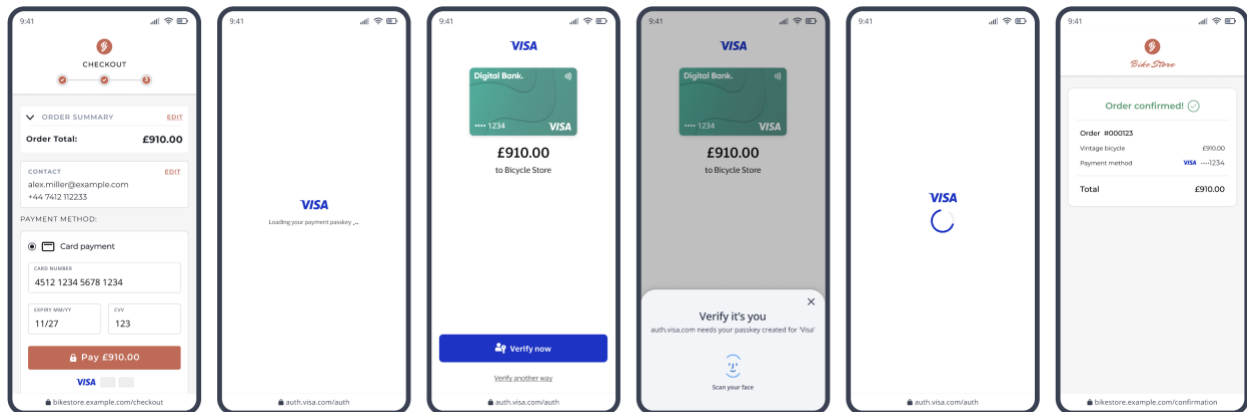 9:41
CHECKOUT
3
ORDER SUMMARY EDIT
Order Total: £910.00
CONTACT EDIT
alex.miller@example.com
+44 7412 112233
PAYMENT METHOD:
Card payment
CARD NUMBER
4512 1234 5678 1234
EXPIRY MM/YY CVV
11/27 123
Pay £910.00
VISA
bikestore.example.com/checkout
9:41
VISA
Loading your payment passkey ...
auth.visa.com/auth
9:41
VISA
Digital Bank.
•••• 1234 VISA
£910.00
to Bicycle Store
Verify now
Verify another way
auth.visa.com/auth
9:41
VISA
Digital Bank.
•••• 1234 VISA
£910.00
to Bicycle Store
Verify it's you
auth.visa.com needs your passkey created for 'Visa'
Scan your face
9:41
VISA
auth.visa.com/auth
9:41
Bike Store
Order confirmed!
Order #000123
Vintage bicycle £910.00
Payment method VISA ····1234
Total £910.00
bikestore.example.com/confirmation